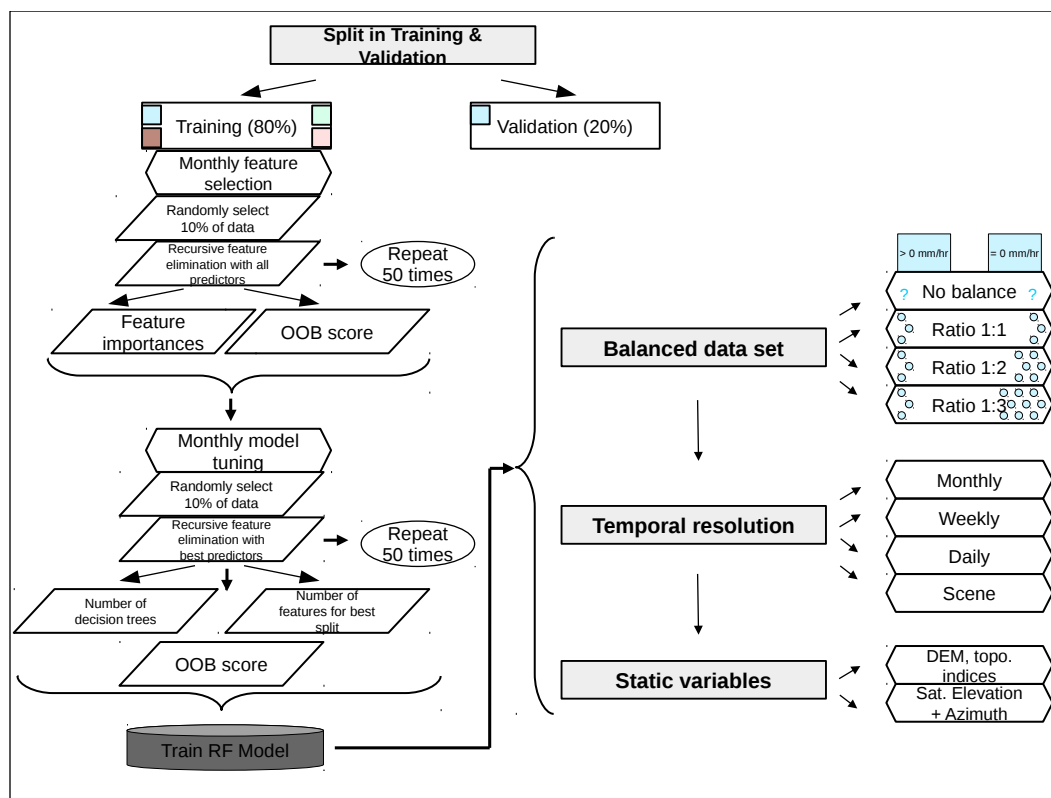 Split in Training &
Validation
Training (80%)
Validation (20%)
Monthly feature
selection
Randomly select
10% of data
Recursive feature
elimination with all
predictors
Repeat
50 times
Feature
importances
OOB score
Monthly model
tuning
Randomly select
10% of data
Recursive feature
elimination with
best predictors
Repeat
50 times
Number of
decision trees
Number of
features for best
split
OOB score
Train RF Model
Balanced data set
> 0 mm/hr
= 0 mm/hr
? No balance ?
Ratio 1:1
Ratio 1:2
Ratio 1:3
Temporal resolution
Monthly
Weekly
Daily
Scene
Static variables
DEM, topo.
indices
Sat. Elevation
+ Azimuth